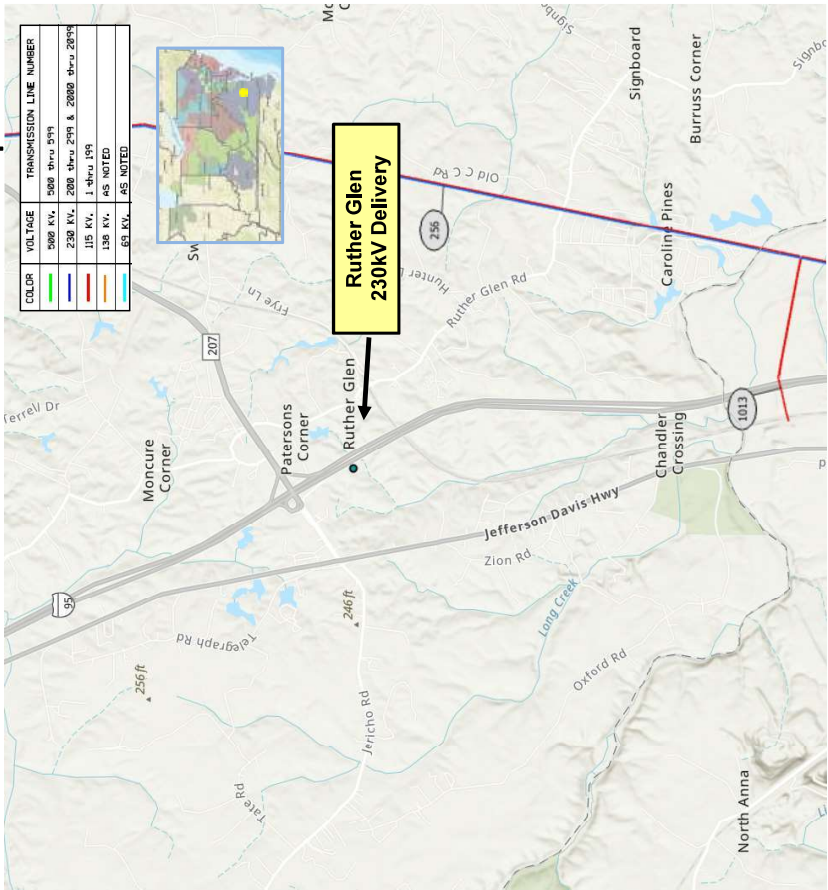 COLOR VOLTAGE TRANSMISSION LINE NUMBER
500 KV. 500 thru 599
230 KV. 200 thru 299 & 2000 thru 2099
115 KV. 1 thru 199
138 KV. AS NOTED
69 KV. AS NOTED
Ruther Glen
230kV Delivery
Signboard
Burruss Corner
Signbo
Signbo
Old C C Rd
256
Caroline Pines
Hunter
Ruther Glen Rd
Frye Ln
SW
207
Ruther Glen
Patersons
Corner
Moncure
Corner
Terrell Dr
1013
Chandler
Crossing
Jefferson Davis Hwy
Zion Rd
95
Telegraph Rd
246 ft
256 ft
Long Creek
Oxford Rd
Jericho Rd
Tate Rd
North Anna